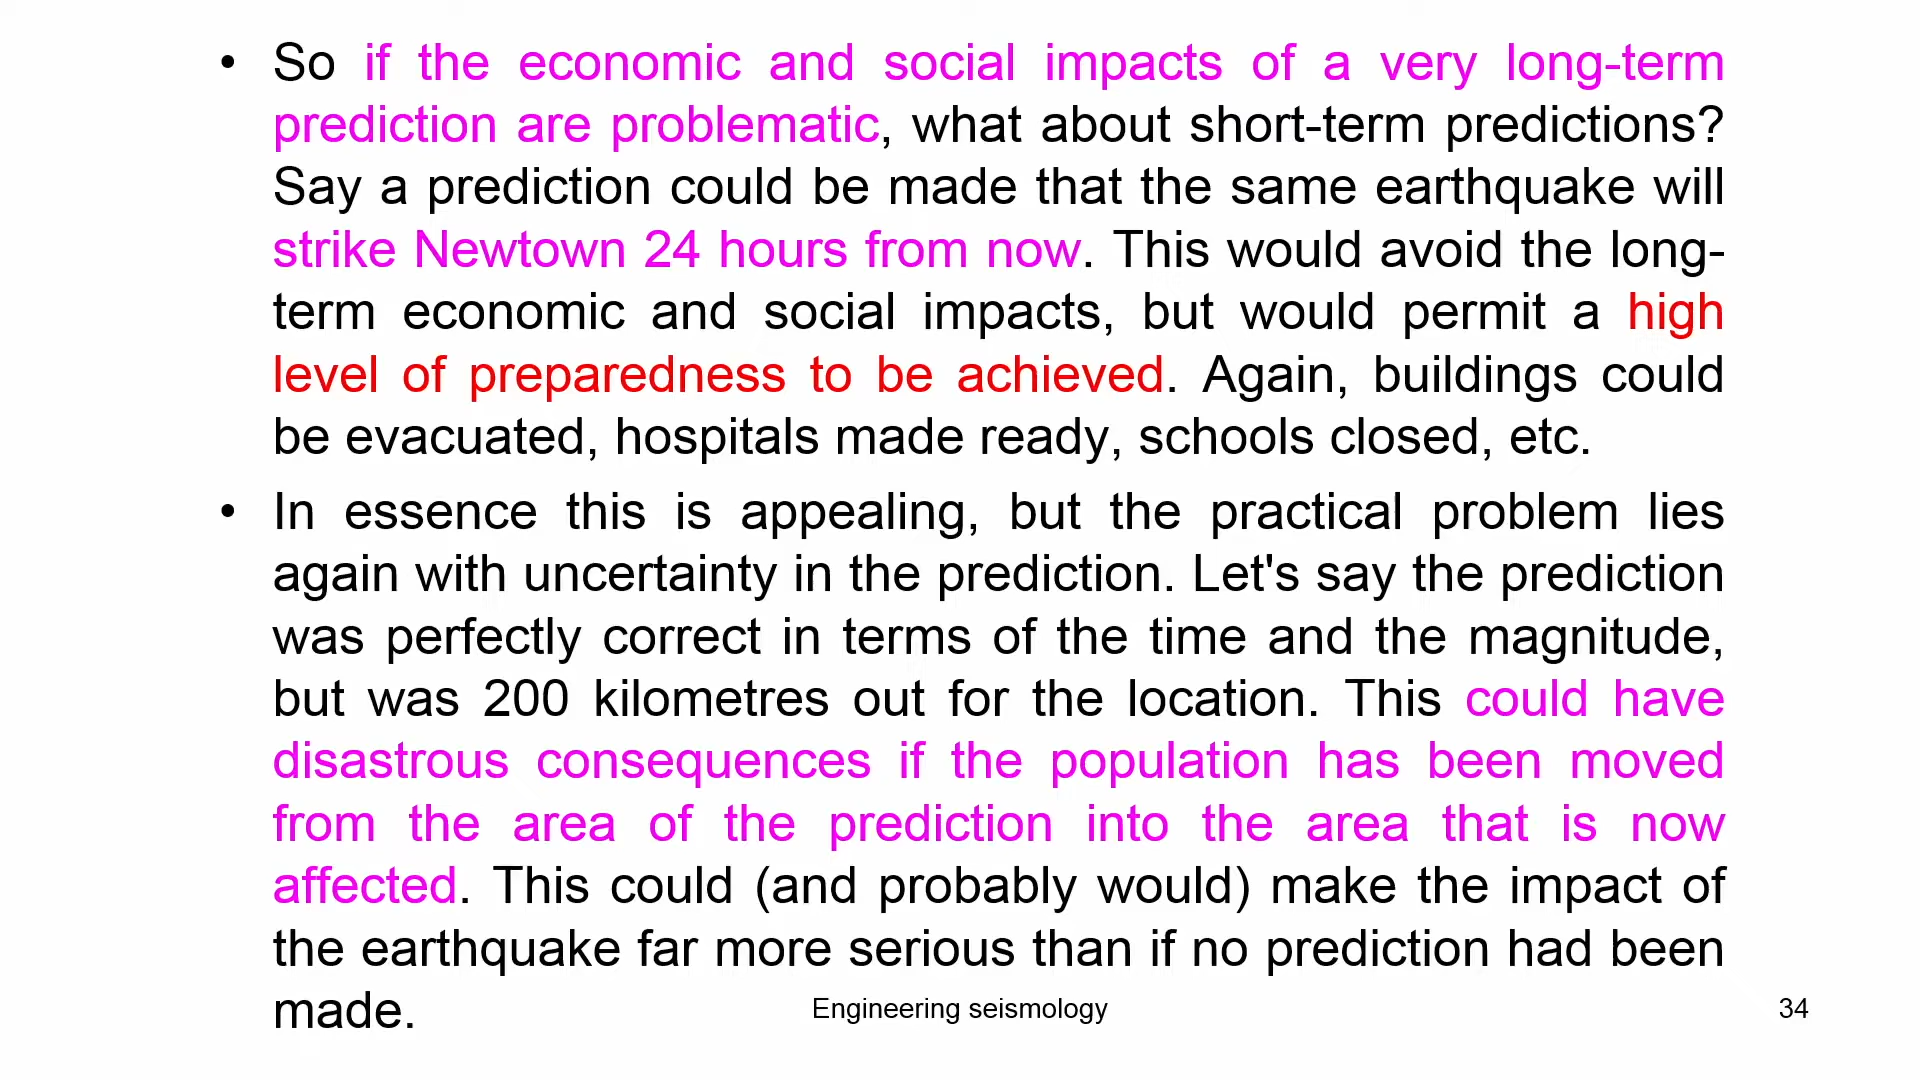 • So if the economic and social impacts of a very long-term
prediction are problematic, what about short-term predictions?
Say a prediction could be made that the same earthquake will
strike Newtown 24 hours from now. This would avoid the long-
term economic and social impacts, but would permit a high
level of preparedness to be achieved. Again, buildings could
be evacuated, hospitals made ready, schools closed, etc.
• In essence this is appealing, but the practical problem lies
again with uncertainty in the prediction. Let's say the prediction
was perfectly correct in terms of the time and the magnitude,
but was 200 kilometres out for the location. This could have
disastrous consequences if the population has been moved
from the area of the prediction into the area that is now
affected. This could (and probably would) make the impact of
the earthquake far more serious than if no prediction had been
made.
Engineering seismology
34